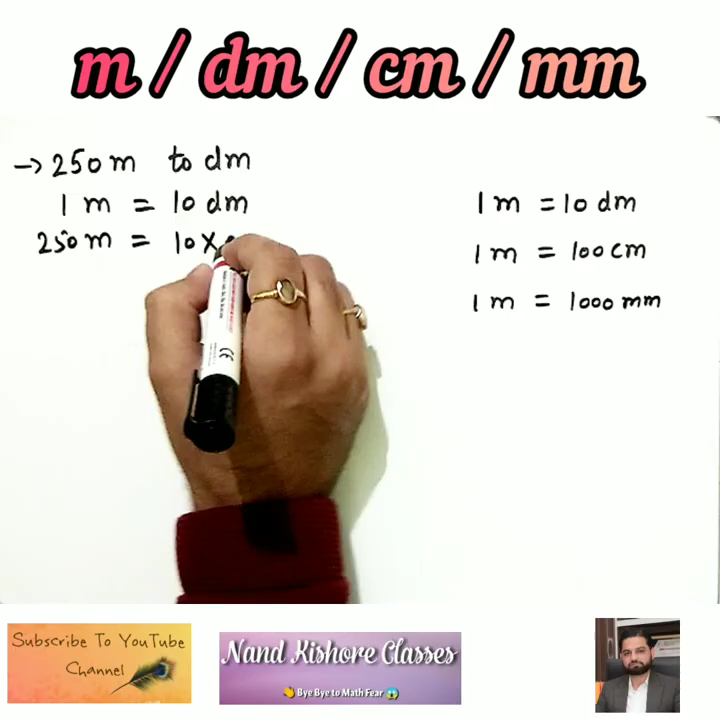 m / dm / cm / mm
→ 250 m to dm
1 m = 10 dm
250 m = 10 X
1 m = 10 dm
1 m = 100 cm
1 m = 1000 mm
CE
Subscribe To YouTube
Channel
Nand Kishore Classes
👋 Bye Bye to Math Fear 😱